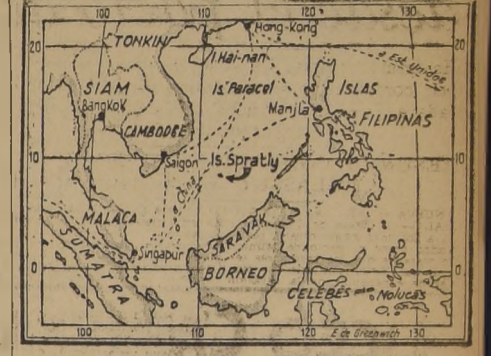 100 110 120 130
Hong-Kong
TONKIN
20 20
I. Hai-nan
á Est. Unidos
SIAM
Is. Paracel
ISLAS
Bangkok
Manila
FILIPINAS
CAMBODGE
10 10
Saigon
Is. Spratly
China
MALACA
SARAVAK
SUMATRA
Singapur
0 0
BORNEO
CELEBES
Molucas
100 110 120 130
E. de Greenwich